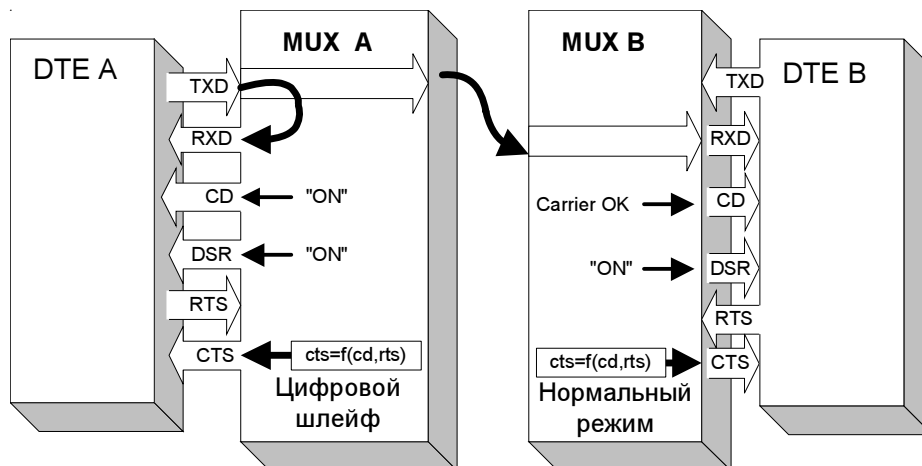 DTE A
MUX A
MUX B
DTE B
TXD
RXD
CD
"ON"
DSR
"ON"
RTS
CTS
cts=f(cd,rts)
Цифровой
шлейф
TXD
RXD
Carrier OK
CD
"ON"
DSR
RTS
cts=f(cd,rts)
CTS
Нормальный
режим